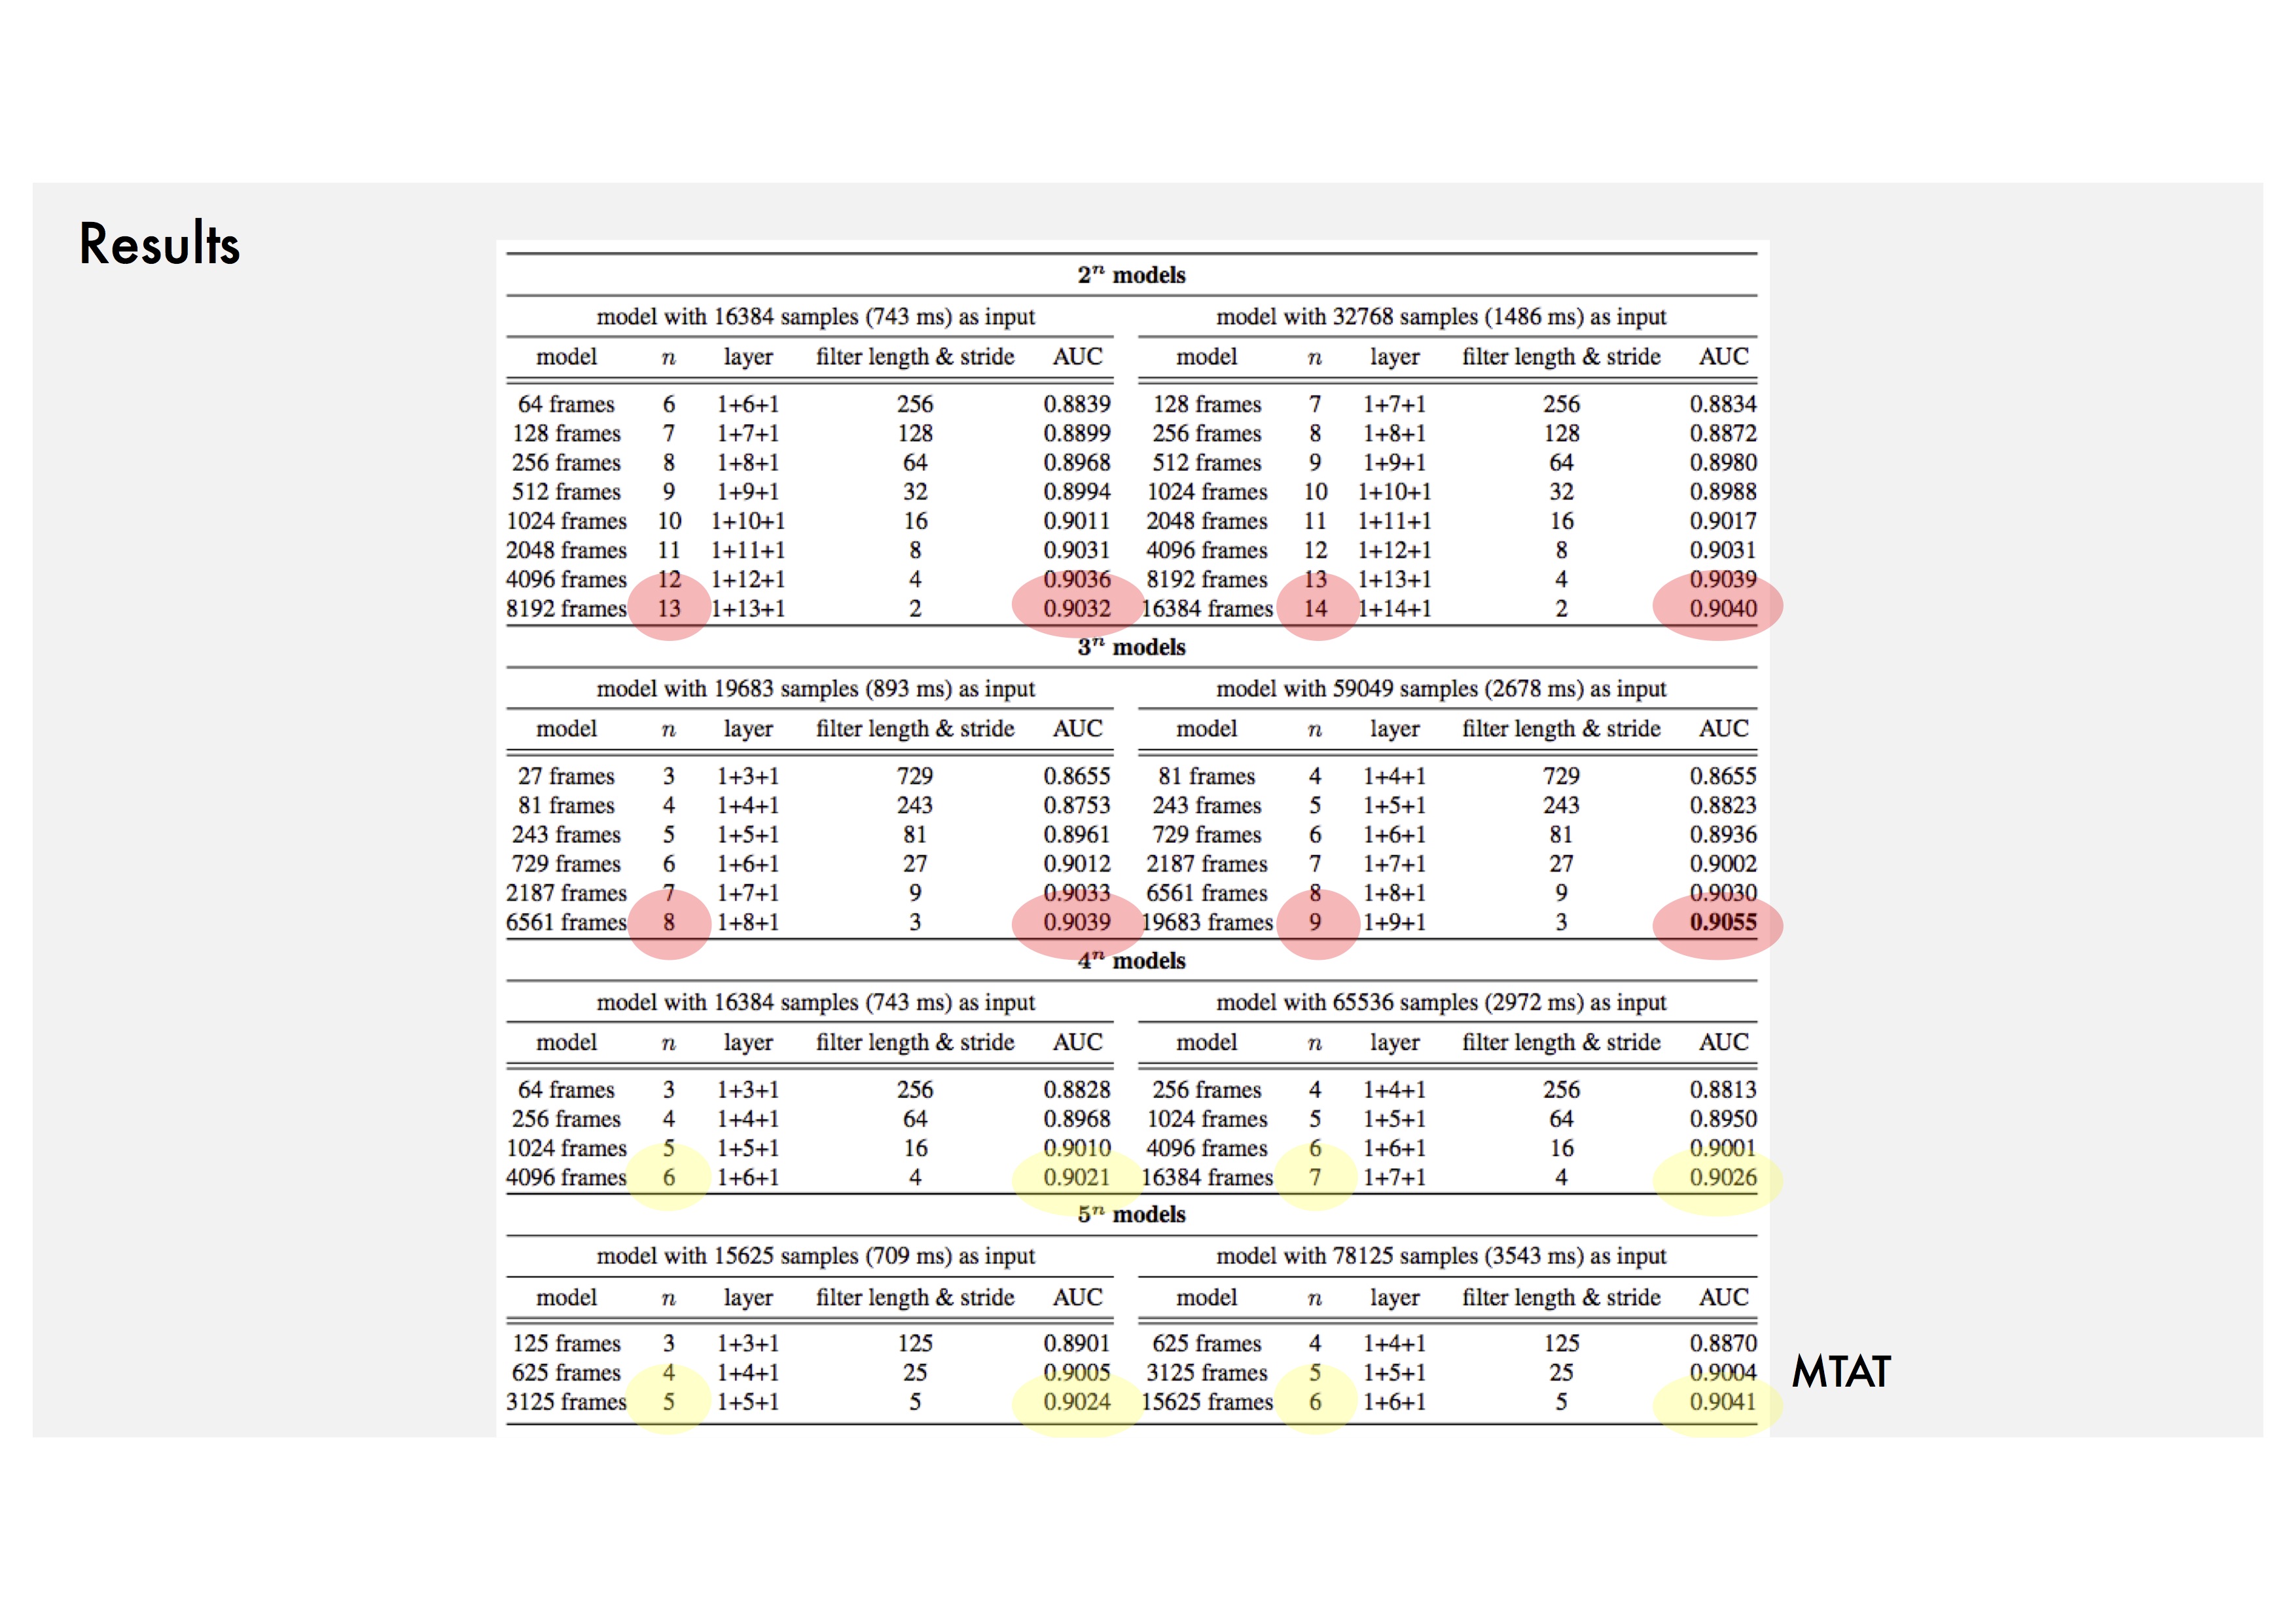 Results
2ⁿ models
model with 16384 samples (743 ms) as input model with 32768 samples (1486 ms) as input
model n layer filter length & stride AUC model n layer filter length & stride AUC
64 frames 6 1+6+1 256 0.8839 128 frames 7 1+7+1 256 0.8834
128 frames 7 1+7+1 128 0.8899 256 frames 8 1+8+1 128 0.8872
256 frames 8 1+8+1 64 0.8968 512 frames 9 1+9+1 64 0.8980
512 frames 9 1+9+1 32 0.8994 1024 frames 10 1+10+1 32 0.8988
1024 frames 10 1+10+1 16 0.9011 2048 frames 11 1+11+1 16 0.9017
2048 frames 11 1+11+1 8 0.9031 4096 frames 12 1+12+1 8 0.9031
4096 frames 12 1+12+1 4 0.9036 8192 frames 13 1+13+1 4 0.9039
8192 frames 13 1+13+1 2 0.9032 16384 frames 14 1+14+1 2 0.9040
3ⁿ models
model with 19683 samples (893 ms) as input model with 59049 samples (2678 ms) as input
model n layer filter length & stride AUC model n layer filter length & stride AUC
27 frames 3 1+3+1 729 0.8655 81 frames 4 1+4+1 729 0.8655
81 frames 4 1+4+1 243 0.8753 243 frames 5 1+5+1 243 0.8823
243 frames 5 1+5+1 81 0.8961 729 frames 6 1+6+1 81 0.8936
729 frames 6 1+6+1 27 0.9012 2187 frames 7 1+7+1 27 0.9002
2187 frames 7 1+7+1 9 0.9033 6561 frames 8 1+8+1 9 0.9030
6561 frames 8 1+8+1 3 0.9039 19683 frames 9 1+9+1 3 0.9055
4ⁿ models
model with 16384 samples (743 ms) as input model with 65536 samples (2972 ms) as input
model n layer filter length & stride AUC model n layer filter length & stride AUC
64 frames 3 1+3+1 256 0.8828 256 frames 4 1+4+1 256 0.8813
256 frames 4 1+4+1 64 0.8968 1024 frames 5 1+5+1 64 0.8950
1024 frames 5 1+5+1 16 0.9010 4096 frames 6 1+6+1 16 0.9001
4096 frames 6 1+6+1 4 0.9021 16384 frames 7 1+7+1 4 0.9026
5ⁿ models
model with 15625 samples (709 ms) as input model with 78125 samples (3543 ms) as input
model n layer filter length & stride AUC model n layer filter length & stride AUC
125 frames 3 1+3+1 125 0.8901 625 frames 4 1+4+1 125 0.8870
625 frames 4 1+4+1 25 0.9005 3125 frames 5 1+5+1 25 0.9004
3125 frames 5 1+5+1 5 0.9024 15625 frames 6 1+6+1 5 0.9041
MTAT